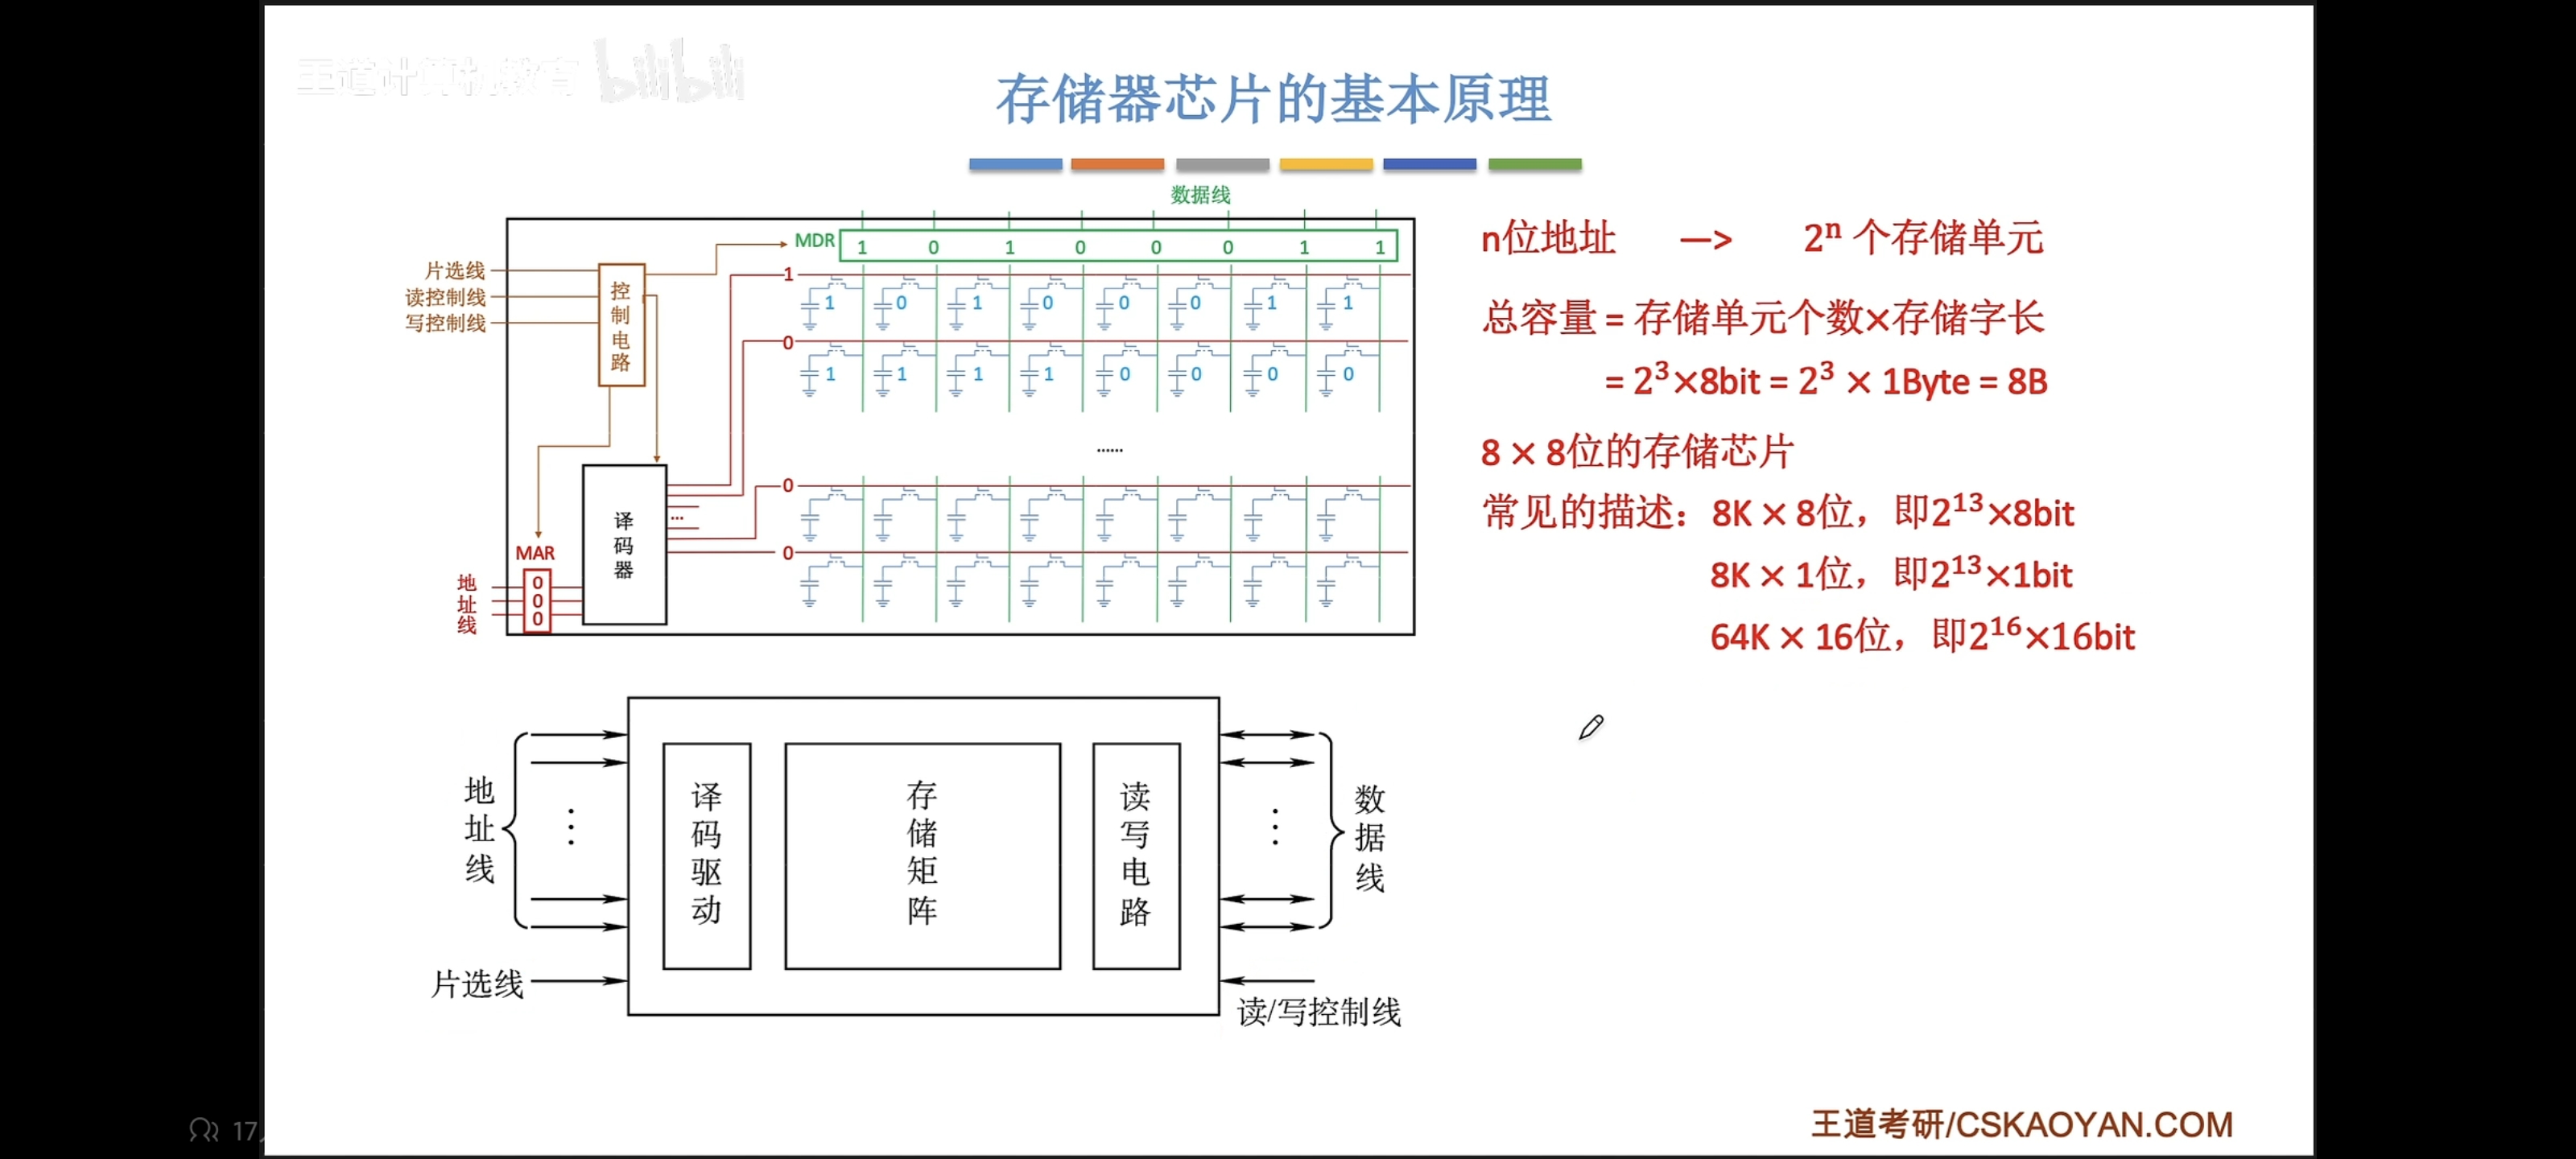 王道计算机教育 bilibili
存储器芯片的基本原理
数据线
MDR 1 0 1 0 0 0 1 1
片选线
读控制线
写控制线
控制电路
1
1 0 1 0 0 0 1 1
0
1 1 1 1 0 0 0 0
......
0
0
译码器
...
MAR
地址线
0
0
0
n位地址 —> 2ⁿ 个存储单元
总容量 = 存储单元个数×存储字长
= 2³×8bit = 2³ × 1Byte = 8B
8 × 8位的存储芯片
常见的描述：8K × 8位，即2¹³×8bit
8K × 1位，即2¹³×1bit
64K × 16位，即2¹⁶×16bit
地址线
译码驱动
存储矩阵
读写电路
数据线
片选线
读/写控制线
王道考研/CSKAOYAN.COM